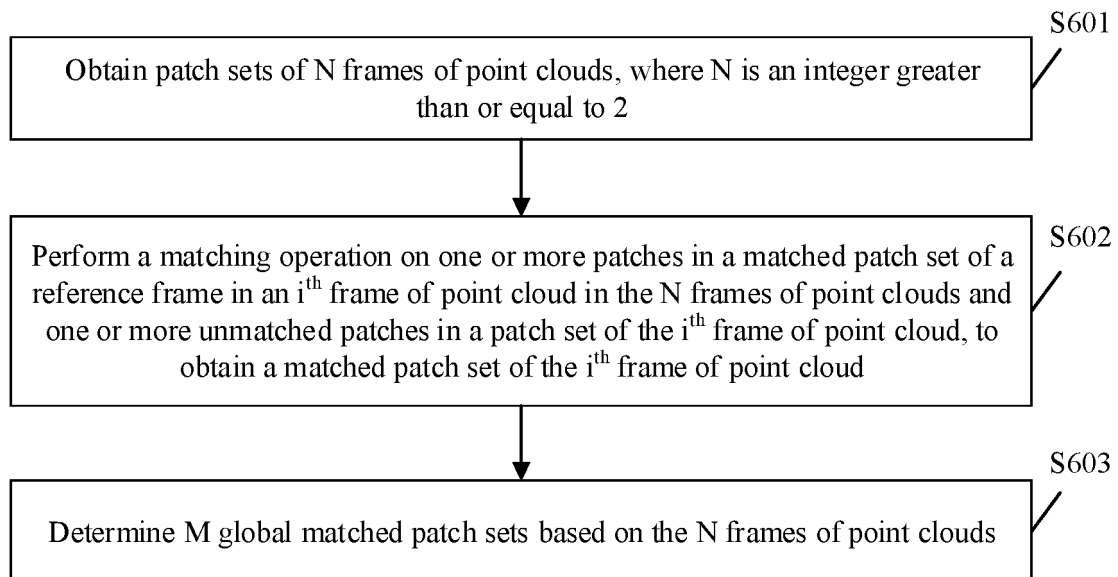 S601
Obtain patch sets of N frames of point clouds, where N is an integer greater
than or equal to 2
S602
Perform a matching operation on one or more patches in a matched patch set of a
reference frame in an ith frame of point cloud in the N frames of point clouds and
one or more unmatched patches in a patch set of the ith frame of point cloud, to
obtain a matched patch set of the ith frame of point cloud
S603
Determine M global matched patch sets based on the N frames of point clouds